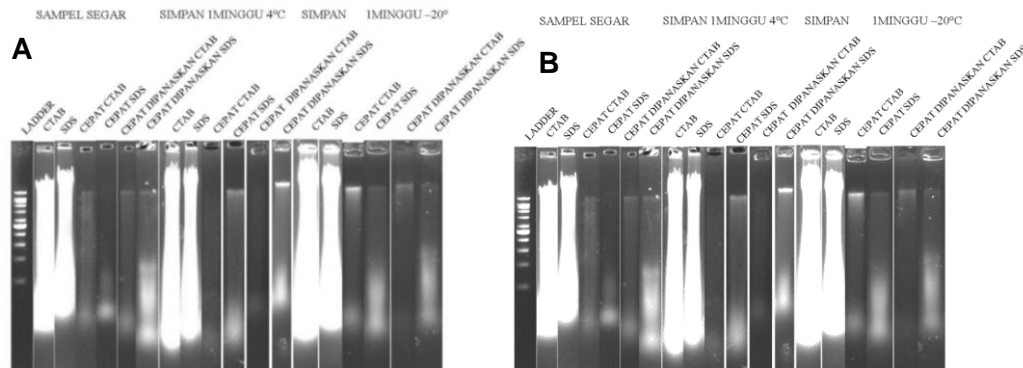 SAMPEL SEGAR SIMPAN 1MINGGU 4°C SIMPAN 1MINGGU –20°
A
LADDER
CTAB
SDS
CEPAT CTAB
CEPAT SDS
CEPAT DIPANASKAN CTAB
CEPAT DIPANASKAN SDS
CTAB
SDS
CEPAT CTAB
CEPAT SDS
CEPAT DIPANASKAN CTAB
CEPAT DIPANASKAN SDS
CTAB
SDS
CEPAT CTAB
CEPAT SDS
CEPAT DIPANASKAN CTAB
CEPAT DIPANASKAN SDS
SAMPEL SEGAR SIMPAN 1MINGGU 4°C SIMPAN 1MINGGU –20°C
B
LADDER
CTAB
SDS
CEPAT CTAB
CEPAT SDS
CEPAT DIPANASKAN CTAB
CEPAT DIPANASKAN SDS
CTAB
SDS
CEPAT CTAB
CEPAT SDS
CEPAT DIPANASKAN CTAB
CEPAT DIPANASKAN SDS
CTAB
SDS
CEPAT CTAB
CEPAT SDS
CEPAT DIPANASKAN CTAB
CEPAT DIPANASKAN SDS